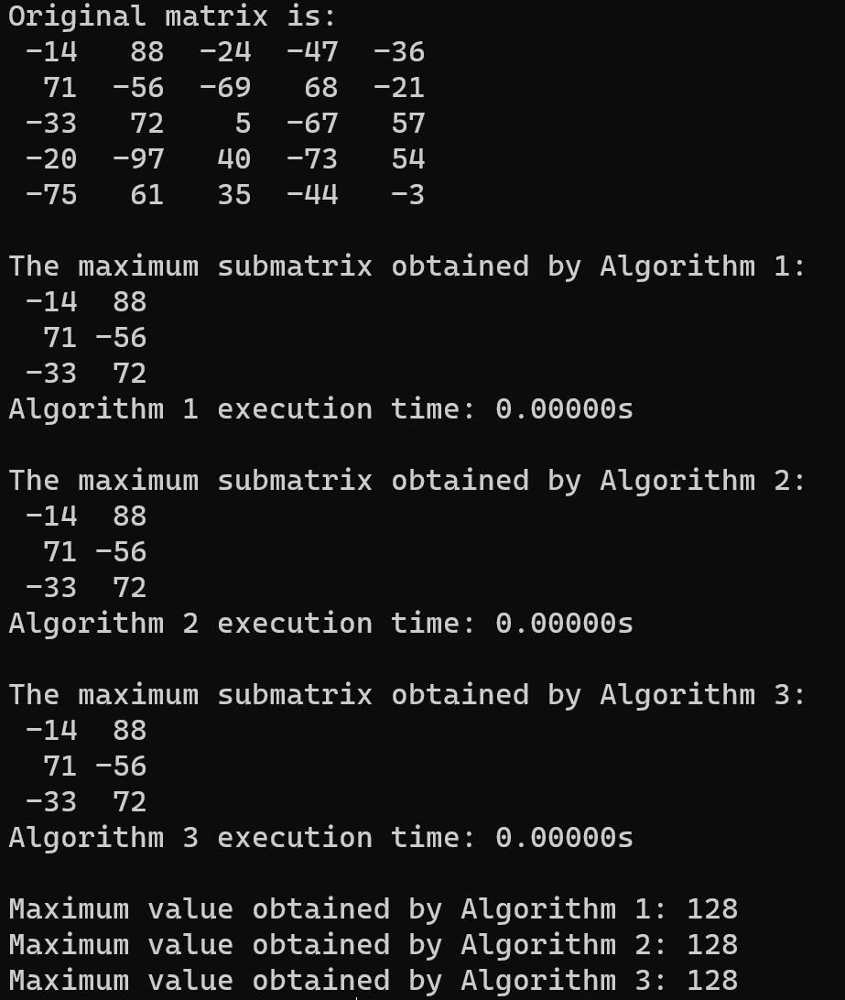 Original matrix is:
 -14   88  -24  -47  -36
  71  -56  -69   68  -21
 -33   72    5  -67   57
 -20  -97   40  -73   54
 -75   61   35  -44   -3

The maximum submatrix obtained by Algorithm 1:
 -14  88
  71 -56
 -33  72
Algorithm 1 execution time: 0.00000s

The maximum submatrix obtained by Algorithm 2:
 -14  88
  71 -56
 -33  72
Algorithm 2 execution time: 0.00000s

The maximum submatrix obtained by Algorithm 3:
 -14  88
  71 -56
 -33  72
Algorithm 3 execution time: 0.00000s

Maximum value obtained by Algorithm 1: 128
Maximum value obtained by Algorithm 2: 128
Maximum value obtained by Algorithm 3: 128